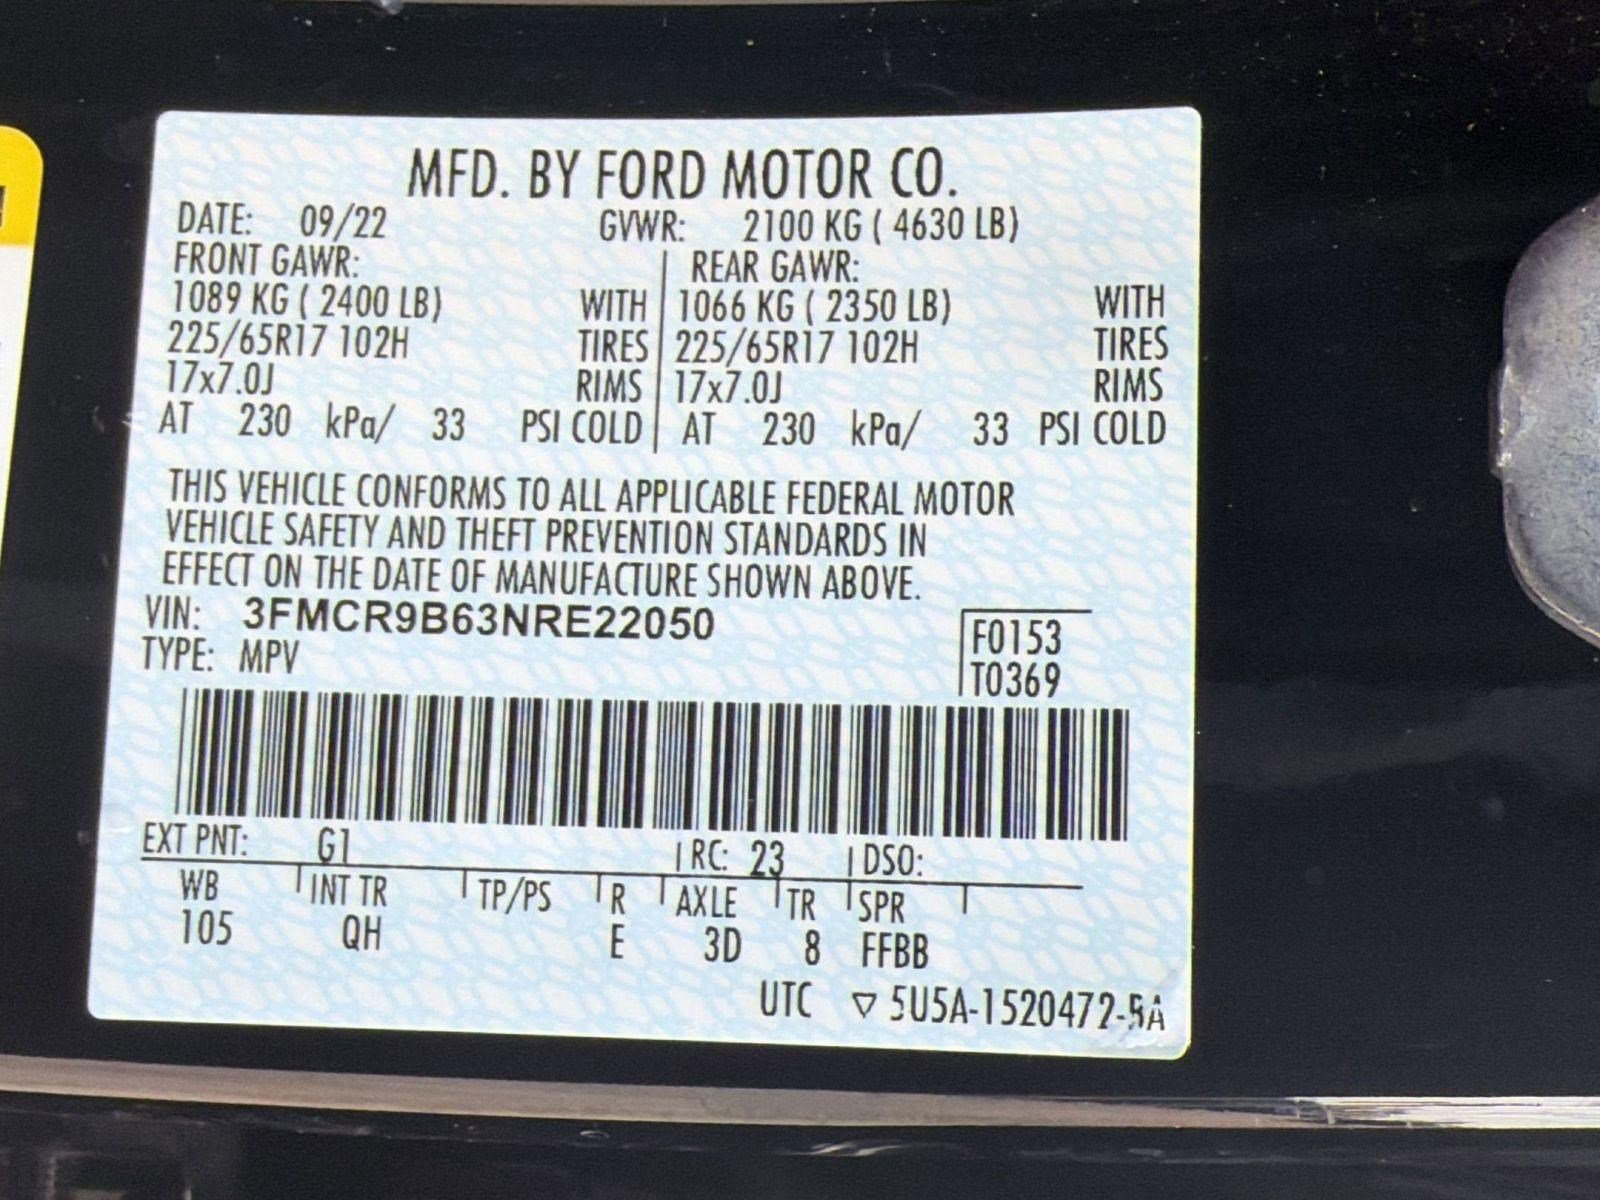 MFD. BY FORD MOTOR CO.
DATE: 09/22 GVWR: 2100 KG ( 4630 LB)
FRONT GAWR: REAR GAWR:
1089 KG ( 2400 LB) WITH 1066 KG ( 2350 LB) WITH
225/65R17 102H TIRES 225/65R17 102H TIRES
17x7.0J RIMS 17x7.0J RIMS
AT 230 kPa/ 33 PSI COLD AT 230 kPa/ 33 PSI COLD
THIS VEHICLE CONFORMS TO ALL APPLICABLE FEDERAL MOTOR
VEHICLE SAFETY AND THEFT PREVENTION STANDARDS IN
EFFECT ON THE DATE OF MANUFACTURE SHOWN ABOVE.
VIN: 3FMCR9B63NRE22050
F0153
TYPE: MPV
T0369
EXT PNT: G1 RC: 23 DSO:
WB INT TR TP/PS R AXLE TR SPR
105 QH E 3D 8 FFBB
UTC ▽ 5U5A-1520472-